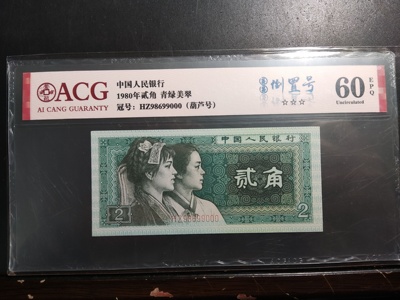 ACG
AI CANG GUARANTY
中国人民银行
1980年贰角 青绿美翠
冠号：HZ98699000（葫芦号）
倒置号
☆☆☆
60 EPQ
Uncirculated
中国人民银行
贰角
2
2
HZ98699000